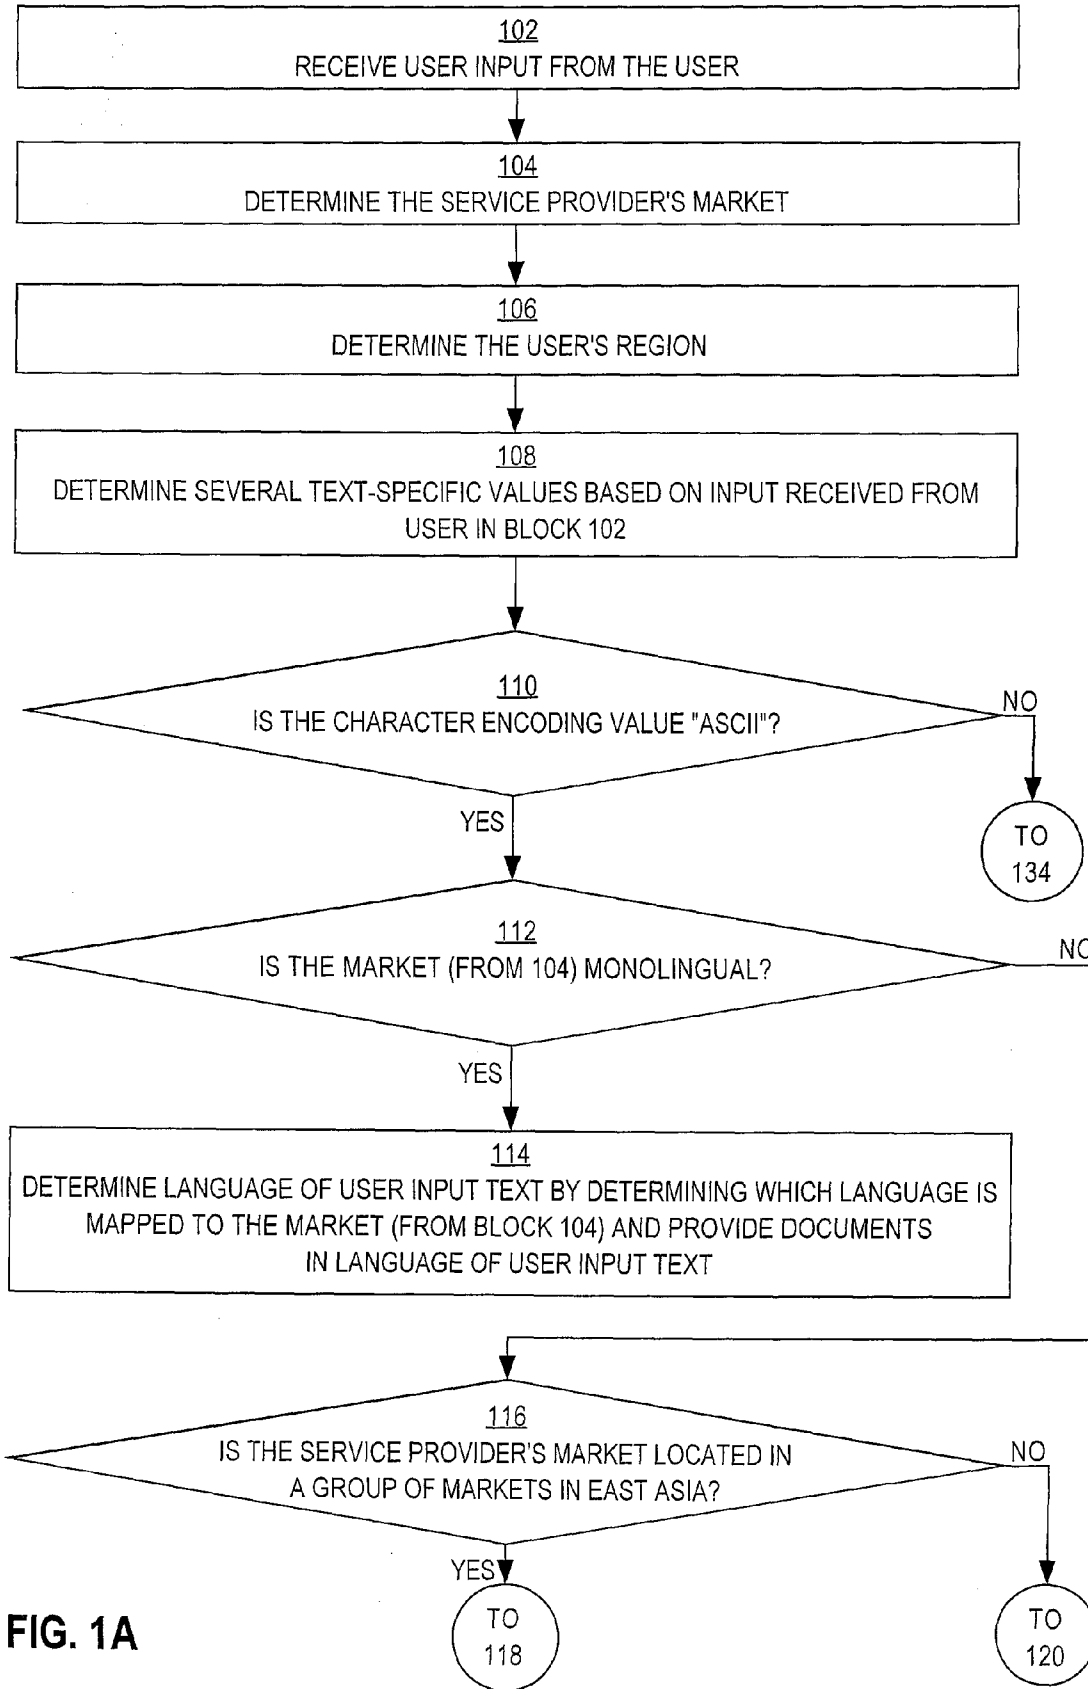 102
RECEIVE USER INPUT FROM THE USER
104
DETERMINE THE SERVICE PROVIDER'S MARKET
106
DETERMINE THE USER'S REGION
108
DETERMINE SEVERAL TEXT-SPECIFIC VALUES BASED ON INPUT RECEIVED FROM
USER IN BLOCK 102
110
IS THE CHARACTER ENCODING VALUE "ASCII"?
NO
YES
TO
134
112
IS THE MARKET (FROM 104) MONOLINGUAL?
NO
YES
114
DETERMINE LANGUAGE OF USER INPUT TEXT BY DETERMINING WHICH LANGUAGE IS
MAPPED TO THE MARKET (FROM BLOCK 104) AND PROVIDE DOCUMENTS
IN LANGUAGE OF USER INPUT TEXT
116
IS THE SERVICE PROVIDER'S MARKET LOCATED IN
A GROUP OF MARKETS IN EAST ASIA?
NO
YES
TO
118
TO
120
FIG. 1A